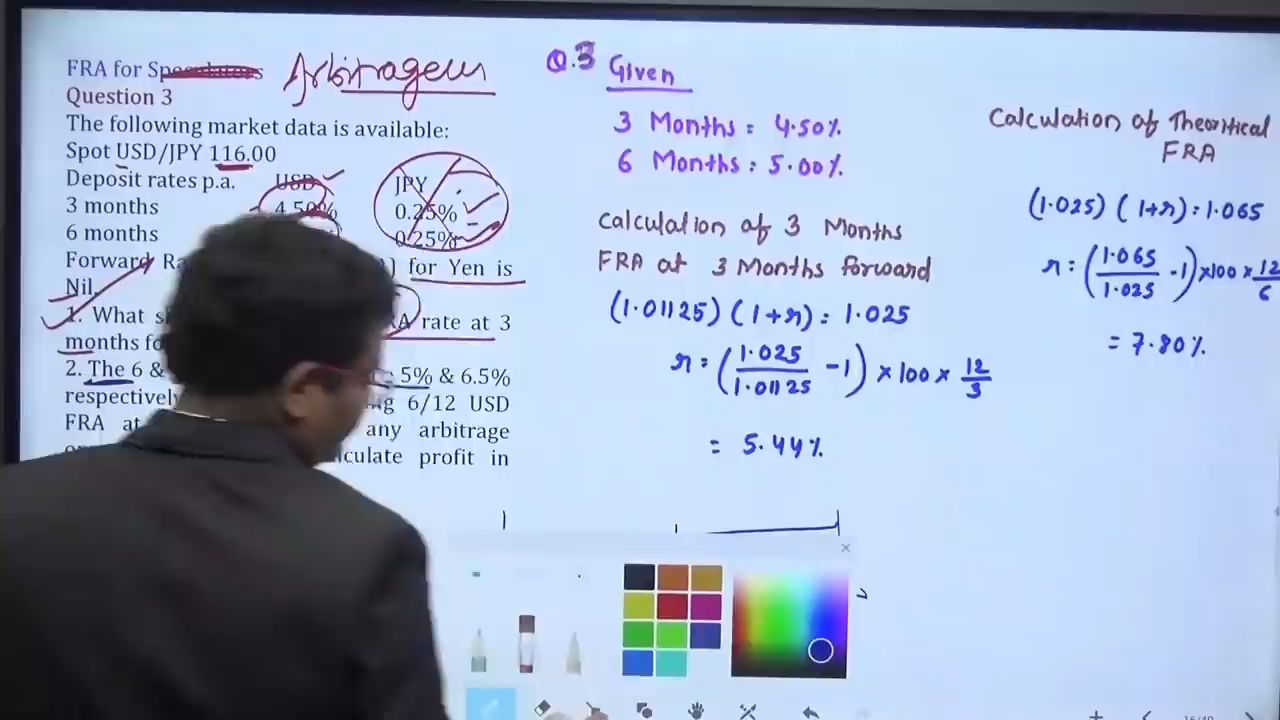 FRA for Arbitrageur
Question 3
The following market data is available:
Spot USD/JPY 116.00
Deposit rates p.a. USD JPY
3 months 4.50% 0.25%
6 months 0.25%
Forward for Yen is
Nil.
1. What rate at 3
months
2. The 6 & 5% & 6.5%
respectively 6/12 USD
FRA at any arbitrage
profit in
Q.3 Given
3 Months = 4.50%
6 Months : 5.00%
Calculation of 3 Months
FRA at 3 Months Forward
(1.01125) (1+r) = 1.025
r = (1.025/1.01125 - 1) × 100 × 12/3
= 5.44%
Calculation of Theoritical
FRA
(1.025) (1+r) = 1.065
r = (1.065/1.025 - 1) × 100 × 12/6
= 7.80%